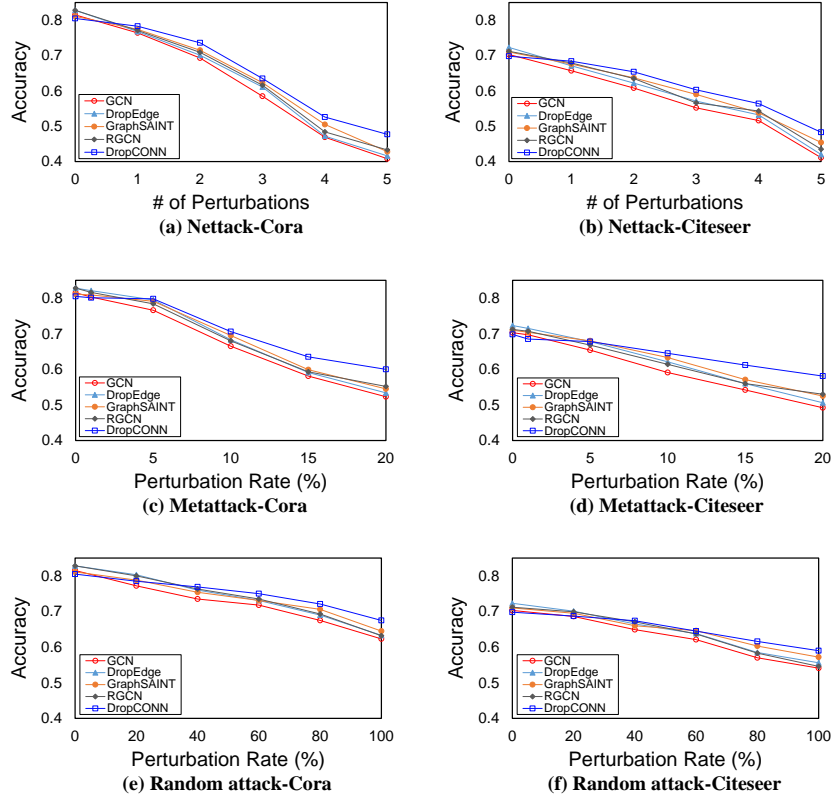 0.8
0.7
0.6
0.5
0.4
Accuracy
GCN
DropEdge
GraphSAINT
RGCN
DropCONN
0 1 2 3 4 5
# of Perturbations
(a) Nettack-Cora
0.8
0.7
0.6
0.5
0.4
Accuracy
GCN
DropEdge
GraphSAINT
RGCN
DropCONN
0 1 2 3 4 5
# of Perturbations
(b) Nettack-Citeseer
0.8
0.7
0.6
0.5
0.4
Accuracy
GCN
DropEdge
GraphSAINT
RGCN
DropCONN
0 5 10 15 20
Perturbation Rate (%)
(c) Metattack-Cora
0.8
0.7
0.6
0.5
0.4
Accuracy
GCN
DropEdge
GraphSAINT
RGCN
DropCONN
0 5 10 15 20
Perturbation Rate (%)
(d) Metattack-Citeseer
0.8
0.7
0.6
0.5
0.4
Accuracy
GCN
DropEdge
GraphSAINT
RGCN
DropCONN
0 20 40 60 80 100
Perturbation Rate (%)
(e) Random attack-Cora
0.8
0.7
0.6
0.5
0.4
Accuracy
GCN
DropEdge
GraphSAINT
RGCN
DropCONN
0 20 40 60 80 100
Perturbation Rate (%)
(f) Random attack-Citeseer